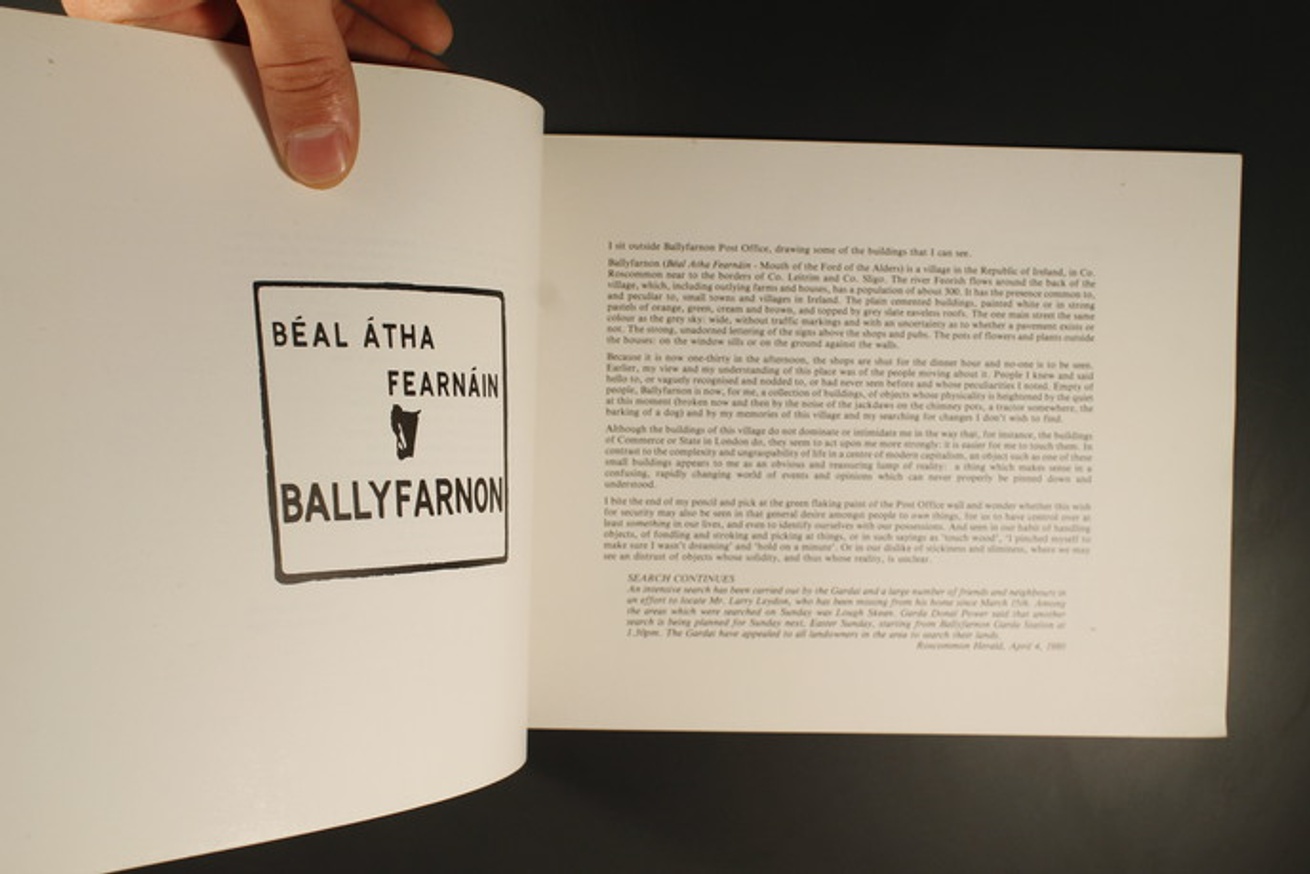 BÉAL ÁTHA
FEARNÁIN
BALLYFARNON
I sit outside Ballyfarnon Post Office, drawing some of the buildings that I can see.
Ballyfarnon (Béal Atha Fearnáin - Mouth of the Ford of the Alders) is a village in the Republic of Ireland, in Co.
Roscommon near to the borders of Co. Leitrim and Co. Sligo. The river Feorish flows around the back of the
village, which, including outlying farms and houses, has a population of about 300. It has the presence common to,
and peculiar to, small towns and villages in Ireland. The plain cemented buildings, painted white or in strong
pastels of orange, green, cream and brown, and topped by grey slate eaveless roofs. The one main street the same
colour as the grey sky: wide, without traffic markings and with an uncertainty as to whether a pavement exists or
not. The strong, unadorned lettering of the signs above the shops and pubs. The pots of flowers and plants outside
the houses: on the window sills or on the ground against the walls.
Because it is now one-thirty in the afternoon, the shops are shut for the dinner hour and no-one is to be seen.
Earlier, my view and my understanding of this place was of the people moving about it. People I knew and said
hello to, or vaguely recognised and nodded to, or had never seen before and whose peculiarities I noted. Empty of
people, Ballyfarnon is now, for me, a collection of buildings, of objects whose physicality is heightened by the quiet
at this moment (broken now and then by the noise of the jackdaws on the chimney pots, a tractor somewhere, the
barking of a dog) and by my memories of this village and my searching for changes I don't wish to find.
Although the buildings of this village do not dominate or intimidate me in the way that, for instance, the buildings
of Commerce or State in London do, they seem to act upon me more strongly: it is easier for me to touch them. In
contrast to the complexity and ungraspability of life in a centre of modern capitalism, an object such as one of these
small buildings appears to me as an obvious and reassuring lump of reality: a thing which makes sense in a
confusing, rapidly changing world of events and opinions which can never properly be pinned down and
understood.
I bite the end of my pencil and pick at the green flaking paint of the Post Office wall and wonder whether this wish
for security may also be seen in that general desire amongst people to own things, for us to have control over at
least something in our lives, and even to identify ourselves with our possessions. And seen in our habit of handling
objects, of fondling and stroking and picking at things, or in such sayings as 'touch wood', 'I pinched myself to
make sure I wasn't dreaming' and 'hold on a minute'. Or in our dislike of stickiness and sliminess, where we may
see an distrust of objects whose solidity, and thus whose reality, is unclear.
SEARCH CONTINUES
An intensive search has been carried out by the Gardai and a large number of friends and neighbours in
an effort to locate Mr. Larry Leydon, who has been missing from his home since March 15th. Among
the areas which were searched on Sunday was Lough Skean. Garda Donal Power said that another
search is being planned for Sunday next, Easter Sunday, starting from Ballyfarnon Garda Station at
1.30pm. The Gardai have appealed to all landowners in the area to search their lands.
Roscommon Herald, April 4, 1980